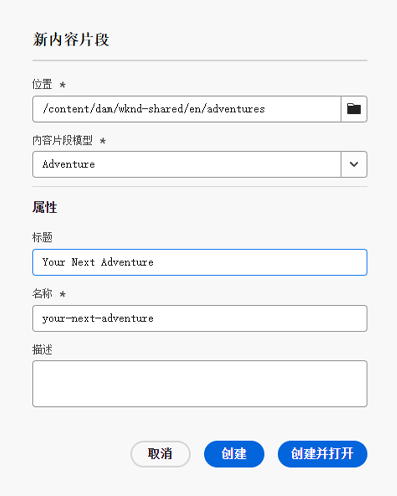 新内容片段
位置 *
/content/dam/wknd-shared/en/adventures
内容片段模型 *
Adventure
属性
标题
Your Next Adventure
名称 *
your-next-adventure
描述
取消 创建 创建并打开